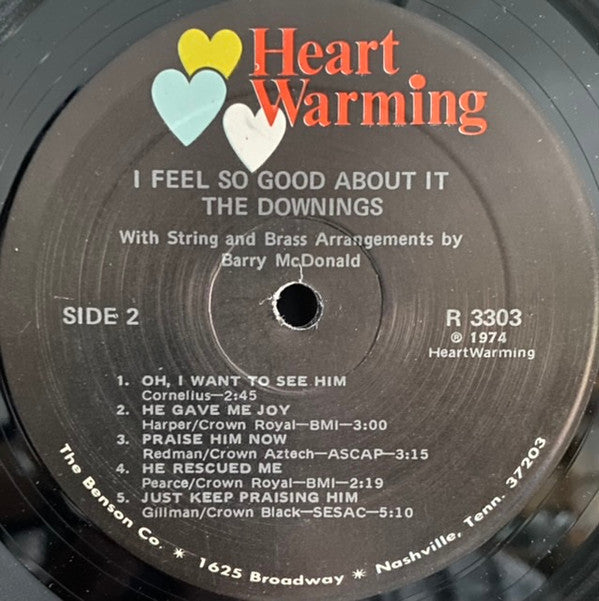 Heart
Warming
I FEEL SO GOOD ABOUT IT
THE DOWNINGS
With String and Brass Arrangements by
Barry McDonald
SIDE 2
R 3303
℗ 1974
HeartWarming
1. OH, I WANT TO SEE HIM
Cornelius—2:45
2. HE GAVE ME JOY
Harper/Crown Royal—BMI—3:00
3. PRAISE HIM NOW
Redman/Crown Aztech—ASCAP—3:15
4. HE RESCUED ME
Pearce/Crown Royal—BMI—2:19
5. JUST KEEP PRAISING HIM
Gillman/Crown Black—SESAC—5:10
The Benson Co. * 1625 Broadway * Nashville, Tenn. 37203